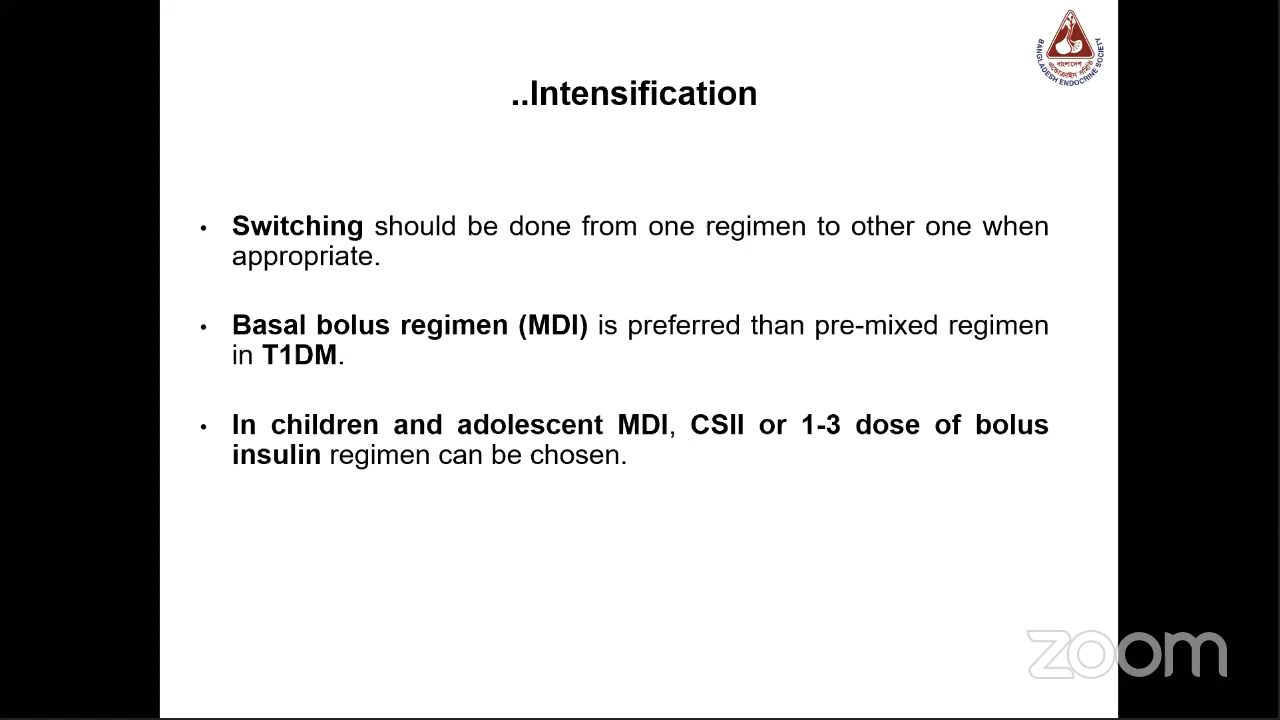 BANGLADESH ENDOCRINE SOCIETY
বাংলাদেশ
..Intensification
• Switching should be done from one regimen to other one when
appropriate.
• Basal bolus regimen (MDI) is preferred than pre-mixed regimen
in T1DM.
• In children and adolescent MDI, CSII or 1-3 dose of bolus
insulin regimen can be chosen.
zoom